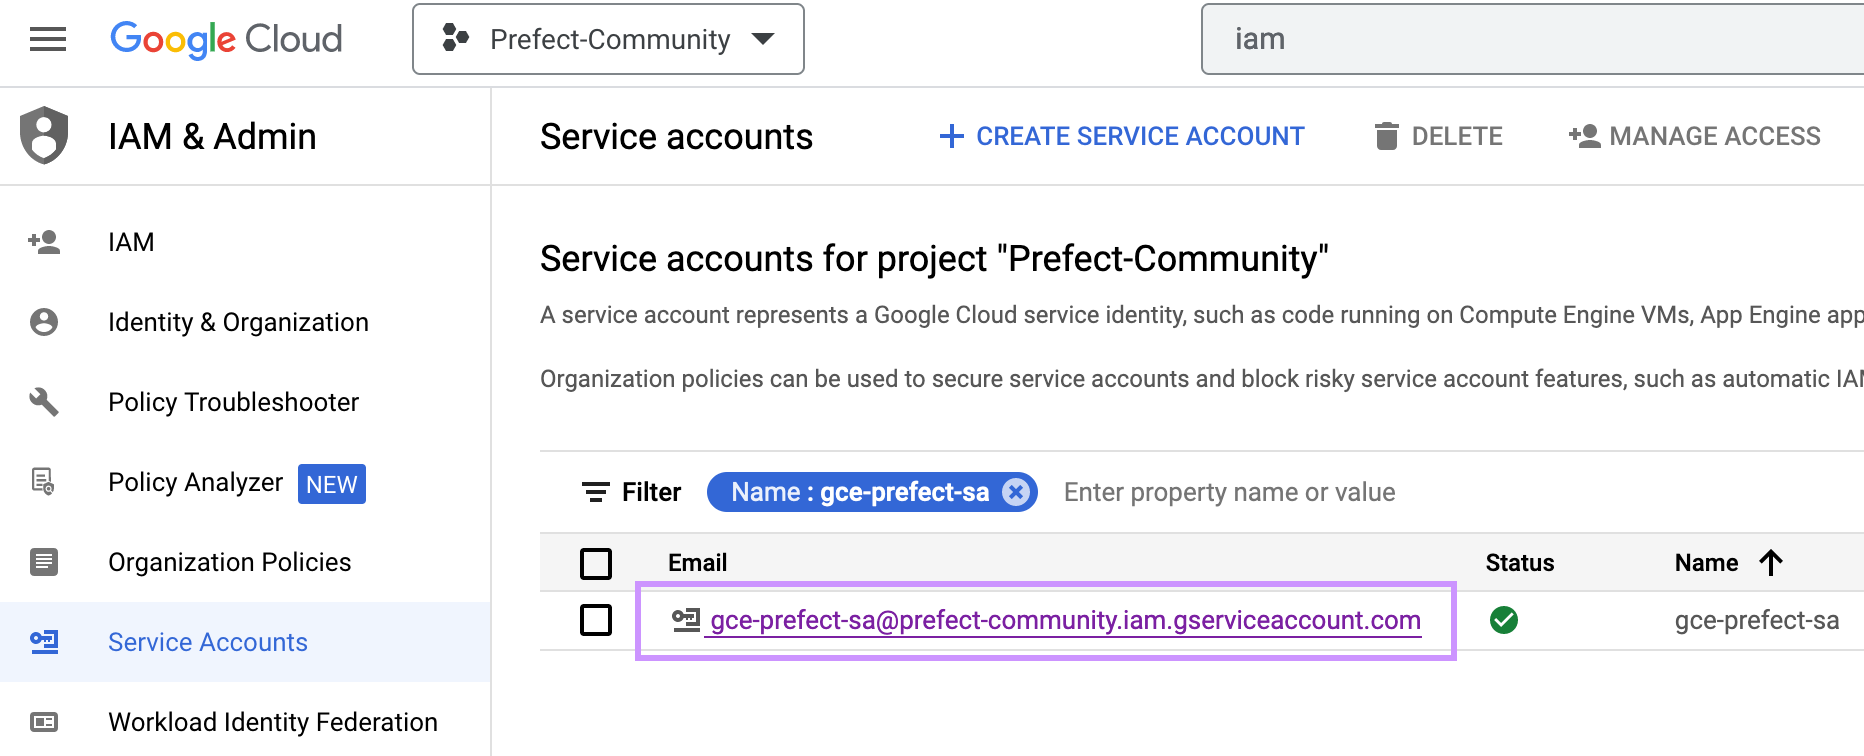 Google Cloud
Prefect-Community
iam
IAM & Admin
Service accounts
CREATE SERVICE ACCOUNT
DELETE
MANAGE ACCESS
IAM
Identity & Organization
Policy Troubleshooter
Policy Analyzer NEW
Organization Policies
Service Accounts
Workload Identity Federation
Service accounts for project "Prefect-Community"
A service account represents a Google Cloud service identity, such as code running on Compute Engine VMs, App Engine app
Organization policies can be used to secure service accounts and block risky service account features, such as automatic IAM
Filter Name : gce-prefect-sa Enter property name or value
Email Status Name
gce-prefect-sa@prefect-community.iam.gserviceaccount.com gce-prefect-sa